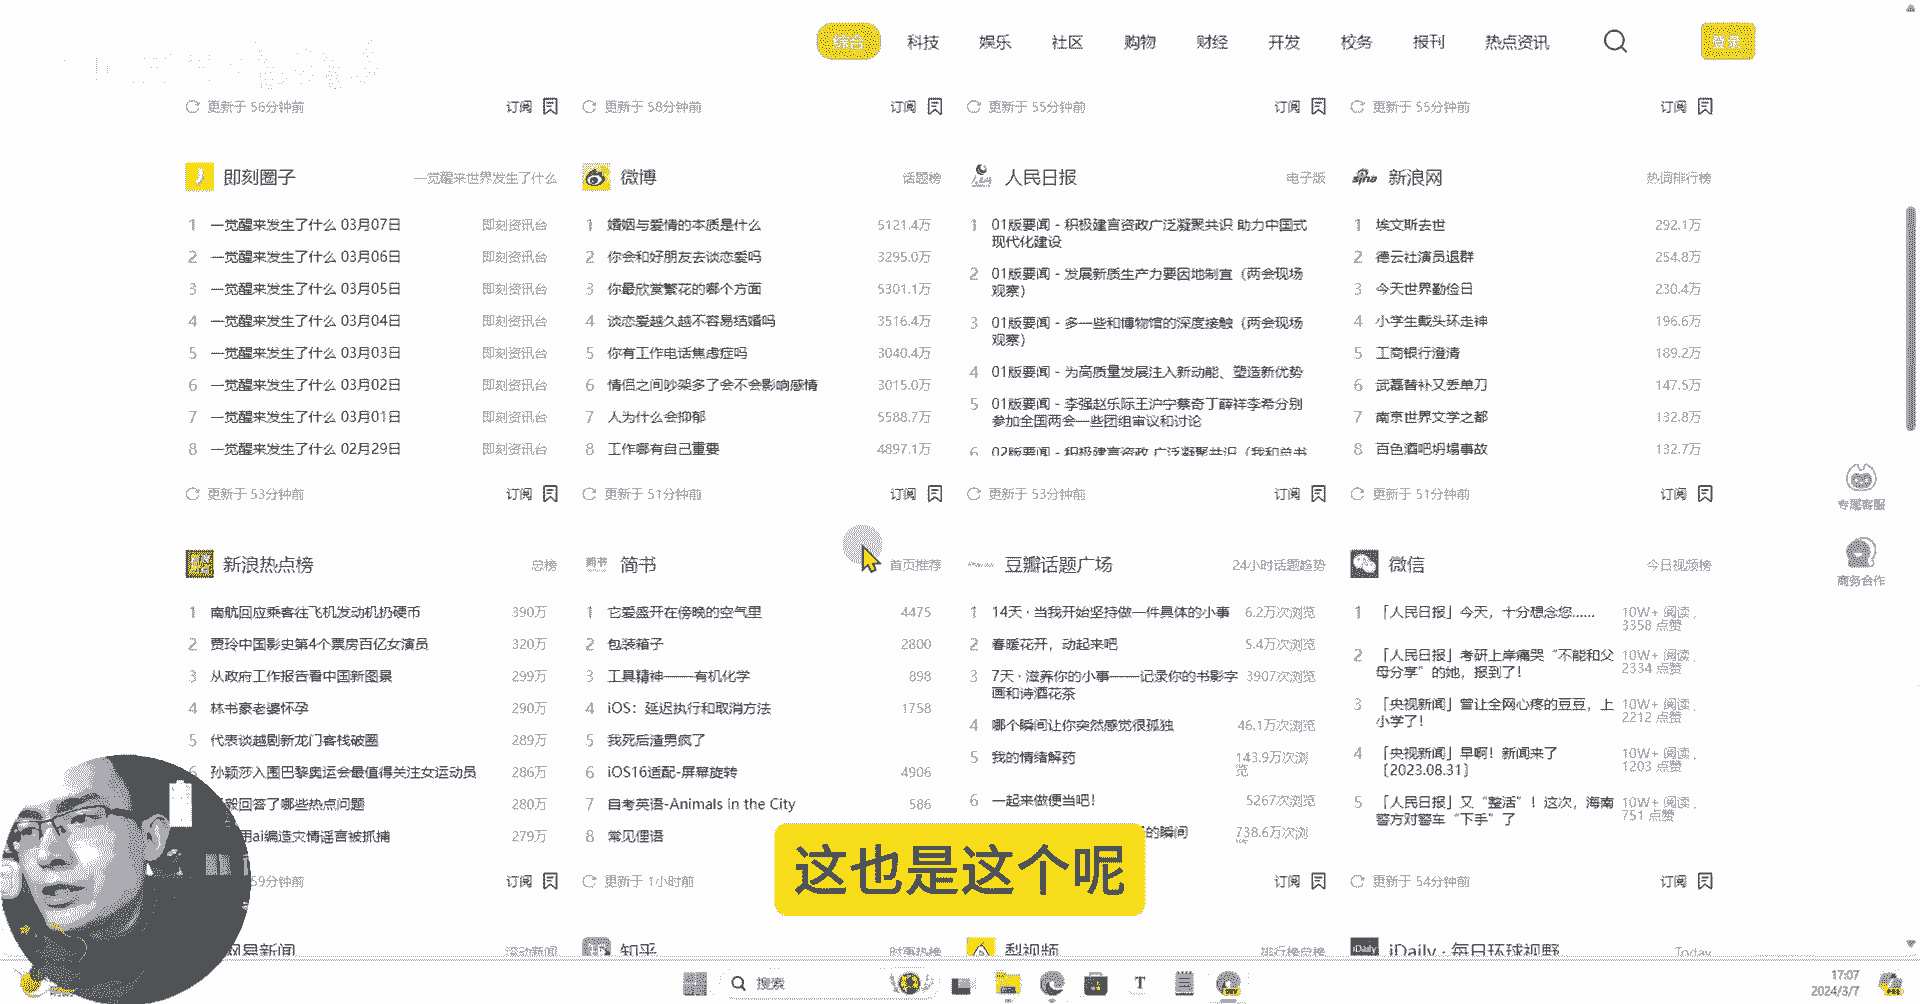 综合 科技 娱乐 社区 购物 财经 开发 校务 报刊 热点资讯 登录
更新于 56分钟前 订阅 更新于 58分钟前 订阅 更新于 55分钟前 订阅 更新于 55分钟前 订阅
即刻圈子 一觉醒来世界发生了什么
1 一觉醒来发生了什么 03月07日 即刻资讯台
2 一觉醒来发生了什么 03月06日 即刻资讯台
3 一觉醒来发生了什么 03月05日 即刻资讯台
4 一觉醒来发生了什么 03月04日 即刻资讯台
5 一觉醒来发生了什么 03月03日 即刻资讯台
6 一觉醒来发生了什么 03月02日 即刻资讯台
7 一觉醒来发生了什么 03月01日 即刻资讯台
8 一觉醒来发生了什么 02月29日 即刻资讯台
更新于 53分钟前 订阅
微博 话题榜
1 婚姻与爱情的本质是什么 5121.4万
2 你会和好朋友去谈恋爱吗 3295.0万
3 你最欣赏繁花的哪个方面 5301.1万
4 谈恋爱越久越不容易结婚吗 3516.4万
5 你有工作电话焦虑症吗 3040.4万
6 情侣之间吵架多了会不会影响感情 3015.0万
7 人为什么会抑郁 5588.7万
8 工作哪有自己重要 4897.1万
更新于 51分钟前 订阅
人民日报 电子版
1 01版要闻 - 积极建言资政广泛凝聚共识 助力中国式
现代化建设
2 01版要闻 - 发展新质生产力要因地制宜（两会现场
观察）
3 01版要闻 - 多一些和博物馆的深度接触（两会现场
观察）
4 01版要闻 - 为高质量发展注入新动能、塑造新优势
5 01版要闻 - 李强赵乐际王沪宁蔡奇丁薛祥李希分别
参加全国两会一些团组审议和讨论
6 02版要闻 - 积极建言资政 广泛凝聚共识（我和总书
更新于 53分钟前 订阅
新浪网 热词排行榜
1 埃文斯去世 292.1万
2 德云社演员退群 254.8万
3 今天世界勤俭日 230.4万
4 小学生戴头环走神 196.6万
5 工商银行澄清 189.2万
6 武磊替补又丢单刀 147.5万
7 南京世界文学之都 132.8万
8 百色酒吧坍塌事故 132.7万
更新于 51分钟前 订阅
专属客服
商务合作
新浪热点榜 总榜
1 南航回应乘客往飞机发动机扔硬币 390万
2 贾玲中国影史第4个票房百亿女演员 320万
3 从政府工作报告看中国新图景 299万
4 林书豪老婆怀孕 290万
5 代表谈越剧新龙门客栈破圈 289万
6 孙颖莎入围巴黎奥运会最值得关注女运动员 286万
毅回答了哪些热点问题 280万
用ai编造灾情谣言被抓捕 279万
59分钟前 订阅
简书 首页推荐
1 它爱盛开在傍晚的空气里 4475
2 包装箱子 2800
3 工具精神——有机化学 898
4 iOS：延迟执行和取消方法 1758
5 我死后渣男疯了
6 iOS16适配-屏幕旋转 4906
7 自考英语-Animals in the City 586
8 常见俚语
更新于 1小时前
豆瓣话题广场 24小时话题趋势
1 14天 · 当我开始坚持做一件具体的小事 6.2万次浏览
2 春暖花开，动起来吧 5.4万次浏览
3 7天 · 滋养你的小事——记录你的书影字
画和诗酒花茶 3907次浏览
4 哪个瞬间让你突然感觉很孤独 46.1万次浏览
5 我的情绪解药 143.9万次浏
览
6 一起来做便当吧！ 5267次浏览
的瞬间 738.6万次浏
订阅
微信 今日视频榜
1 「人民日报」今天，十分想念您…… 10W+ 阅读，
3358 点赞
2 「人民日报」考研上岸痛哭“不能和父
母分享”的她，报到了！ 10W+ 阅读，
2334 点赞
3 「央视新闻」曾让全网心疼的豆豆，上
小学了！ 10W+ 阅读，
2212 点赞
4 「央视新闻」早啊！新闻来了
〔2023.08.31〕 10W+ 阅读，
1203 点赞
5 「人民日报」又“整活”！这次，海南
警方对警车“下手”了 10W+ 阅读，
751 点赞
更新于 54分钟前 订阅
这也是这个呢
网易新闻 滚动新闻 知乎 时事热榜 梨视频 排行榜总榜 iDaily · 每日环球视野 Today
搜索
17:07
2024/3/7